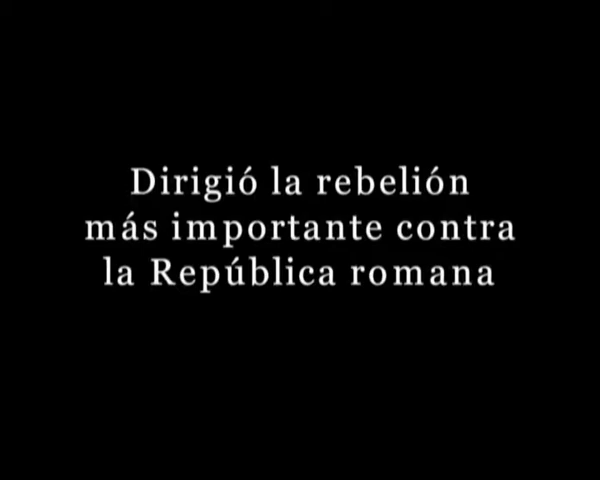 Dirigió la rebelión
más importante contra
la República romana